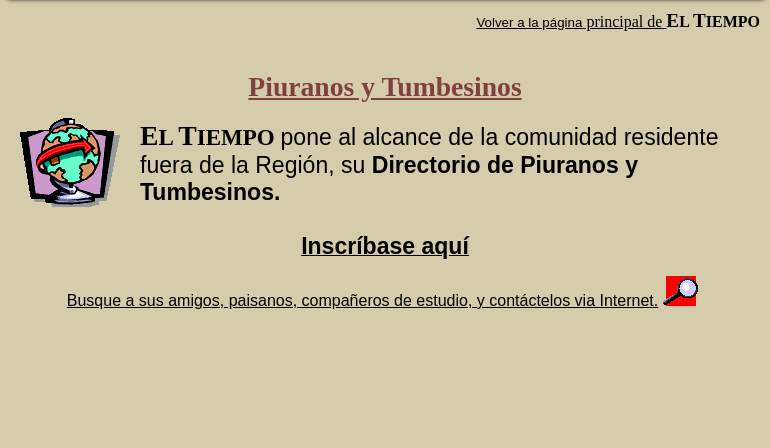 Volver a la página principal de EL TIEMPO
Piuranos y Tumbesinos
EL TIEMPO pone al alcance de la comunidad residente
fuera de la Región, su Directorio de Piuranos y
Tumbesinos.
Inscríbase aquí
Busque a sus amigos, paisanos, compañeros de estudio, y contáctelos via Internet.